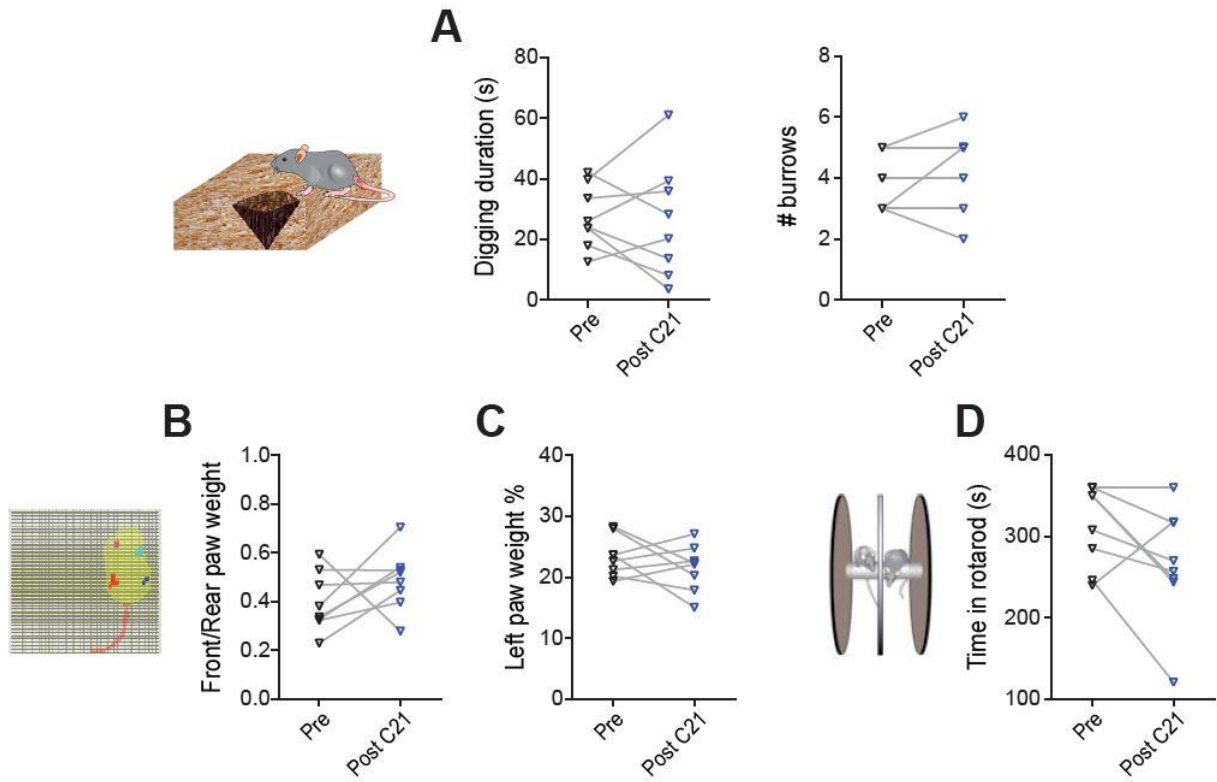 A
Digging duration (s)
80
60
40
20
0
Pre
Post C21
# burrows
8
6
4
2
0
Pre
Post C21
B
Front/Rear paw weight
1.0
0.8
0.6
0.4
0.2
0.0
Pre
Post C21
C
Left paw weight %
40
30
20
10
0
Pre
Post C21
D
Time in rotarod (s)
400
300
200
100
Pre
Post C21